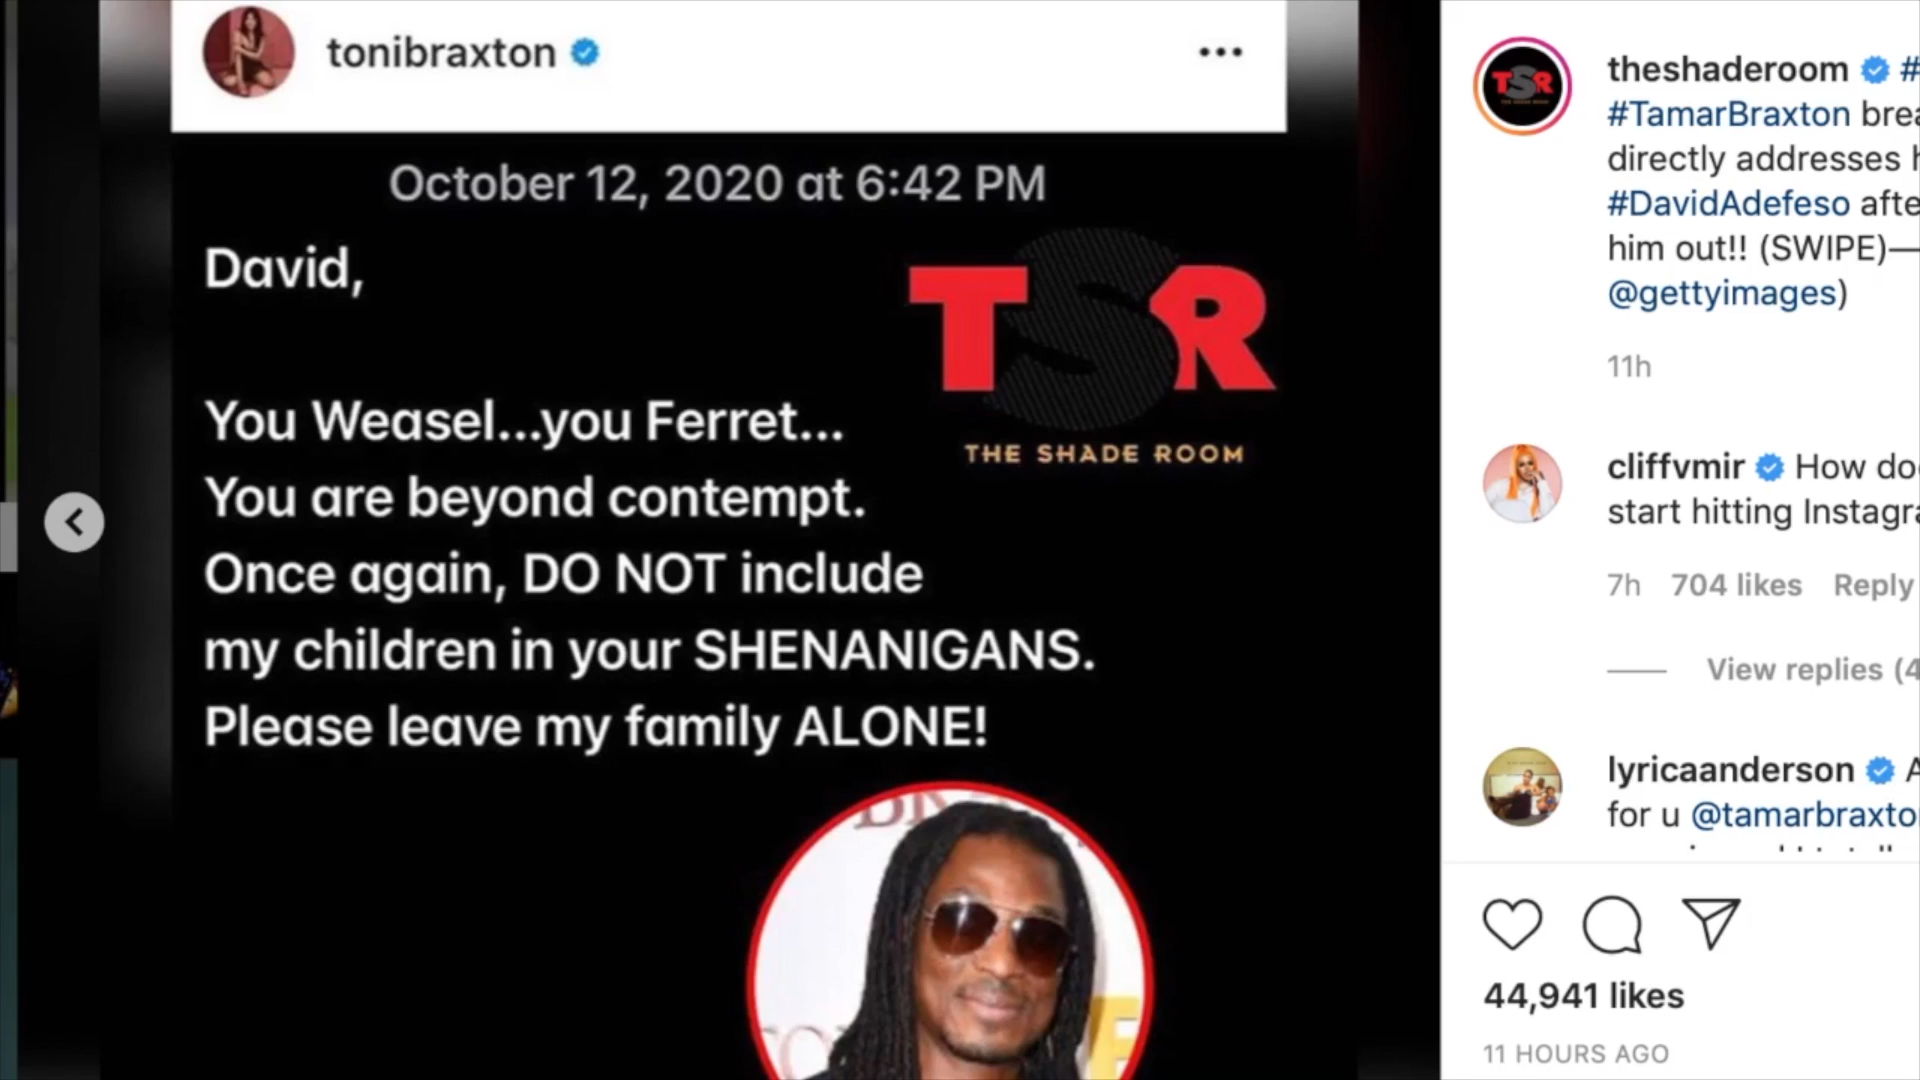 tonibraxton
October 12, 2020 at 6:42 PM
David,
You Weasel...you Ferret...
You are beyond contempt.
Once again, DO NOT include
my children in your SHENANIGANS.
Please leave my family ALONE!
TSR
THE SHADE ROOM
TSR
theshaderoom #
#TamarBraxton
directly addresses
#DavidAdefeso
him out!! (SWIPE)—
@gettyimages)
11h
cliffvmir How
start hitting
7h 704 likes Reply
View replies
lyricaanderson
for u
44,941 likes
11 HOURS AGO